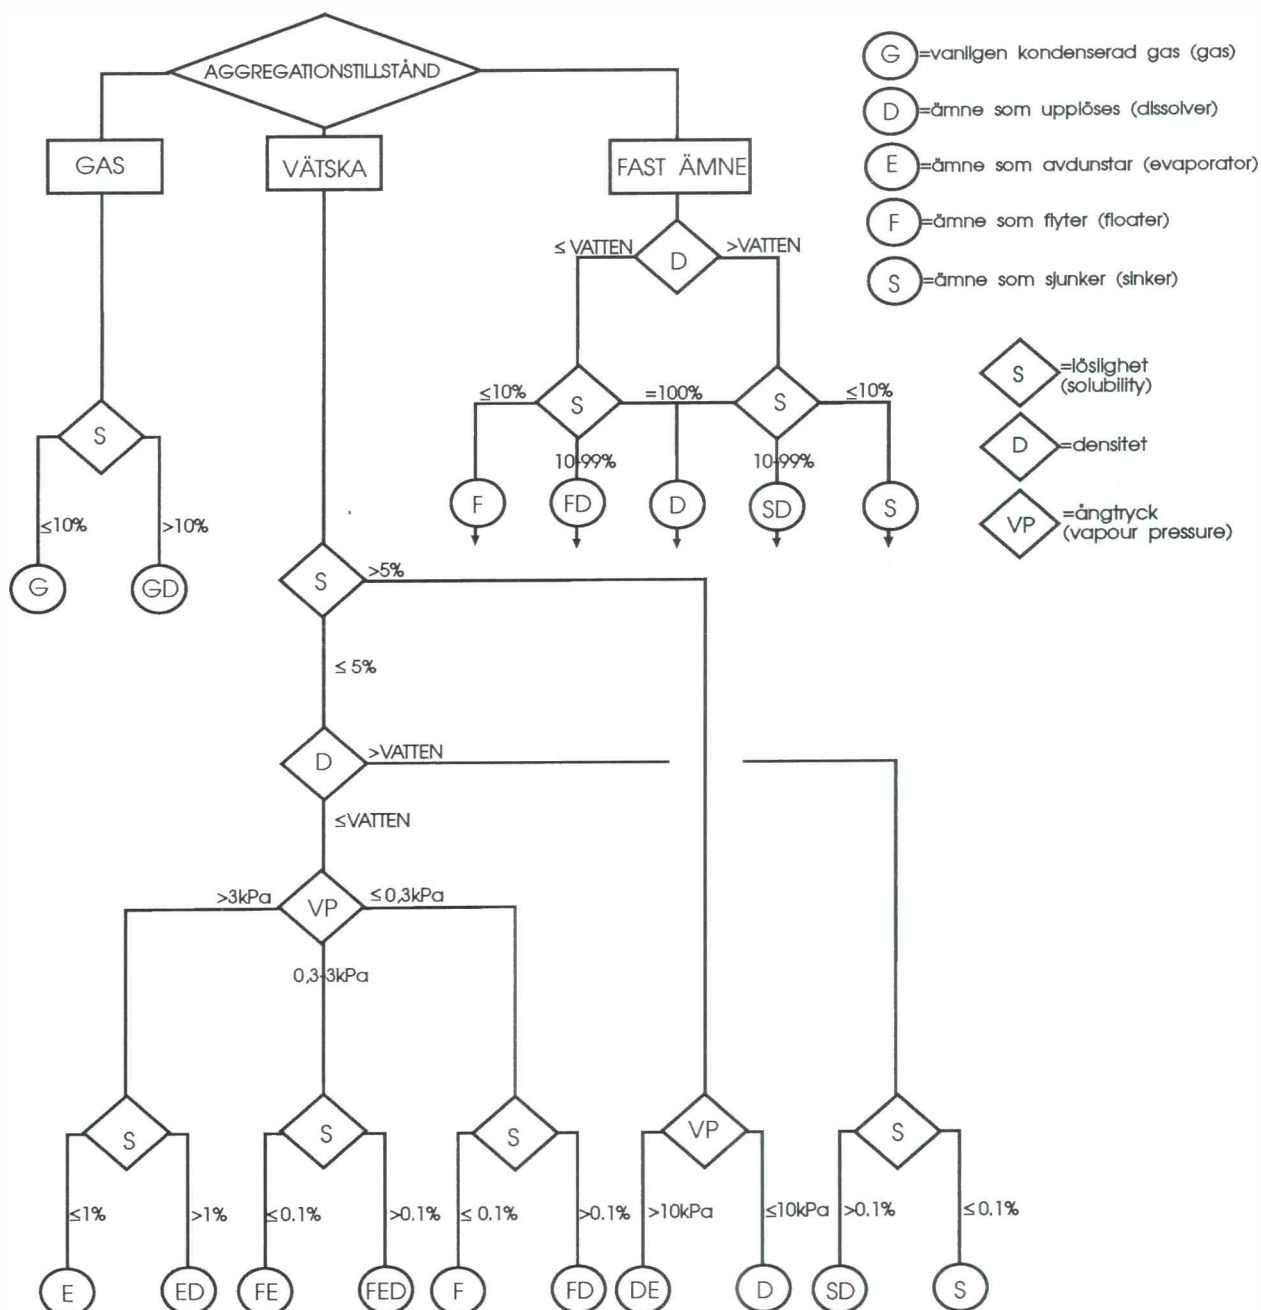 AGGREGATIONSTILLSTÅND
GAS
VÄTSKA
FAST ÄMNE
G =vanligen kondenserad gas (gas)
D =ämne som upplöses (dissolver)
E =ämne som avdunstar (evaporator)
F =ämne som flyter (floater)
S =ämne som sjunker (sinker)
S =löslighet
(solubility)
D =densitet
VP =ångtryck
(vapour pressure)
≤ VATTEN
D
>VATTEN
≤10%
S
=100%
S
≤10%
10-99%
10-99%
F
FD
D
SD
S
S
≤10%
>10%
G
GD
S
>5%
≤ 5%
D
>VATTEN
≤VATTEN
>3kPa
VP
≤ 0,3kPa
0,3-3kPa
S
S
S
VP
S
≤1%
>1%
≤0.1%
>0.1%
≤ 0.1%
>0.1%
>10kPa
≤10kPa
>0.1%
≤ 0.1%
E
ED
FE
FED
F
FD
DE
D
SD
S